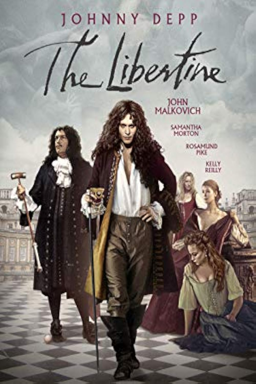 JOHNNY DEPP
The Libertine
JOHN
MALKOVICH
SAMANTHA
MORTON
ROSAMUND
PIKE
KELLY
REILLY